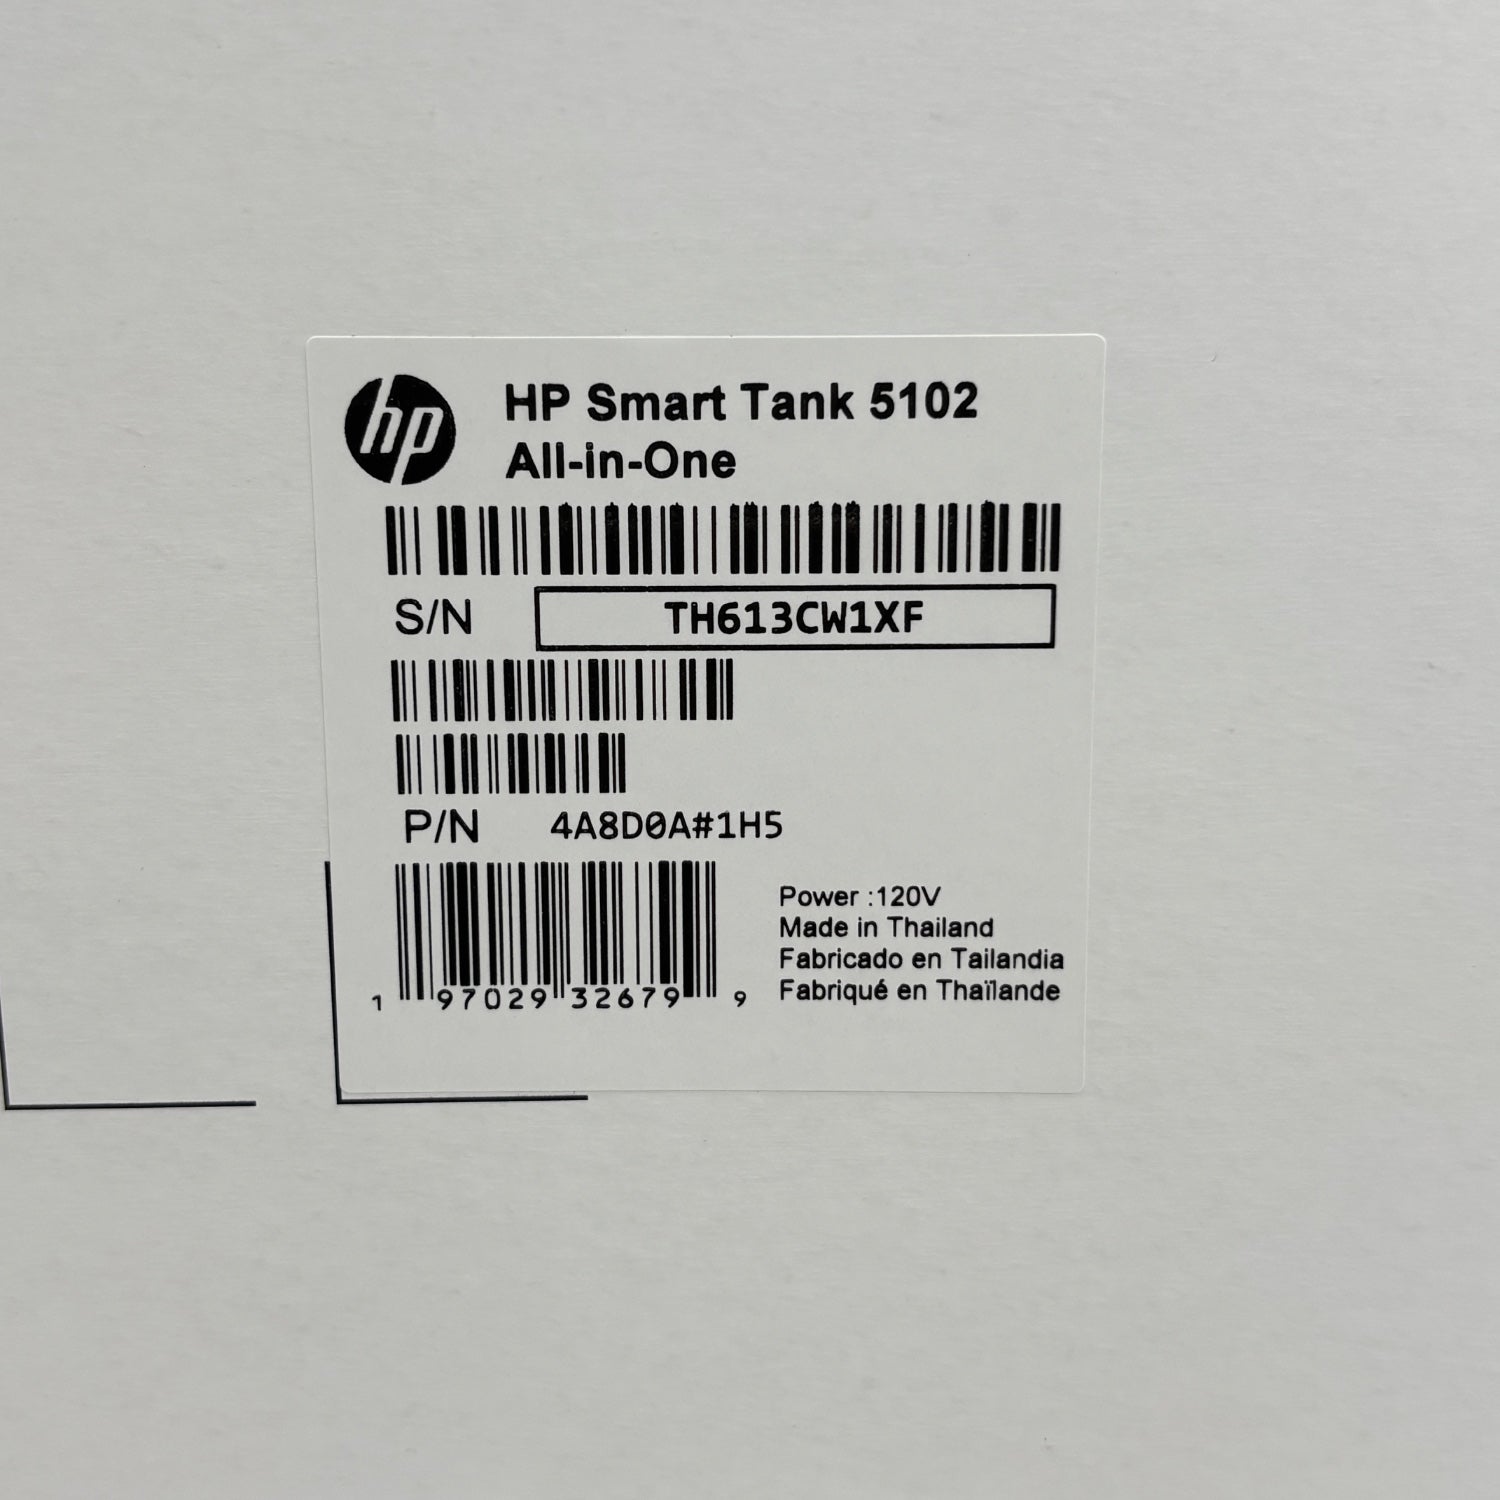 hp
HP Smart Tank 5102
All-in-One
S/N TH613CW1XF
P/N 4A8D0A#1H5
1 97029 32679 9
Power :120V
Made in Thailand
Fabricado en Tailandia
Fabriqué en Thaïlande